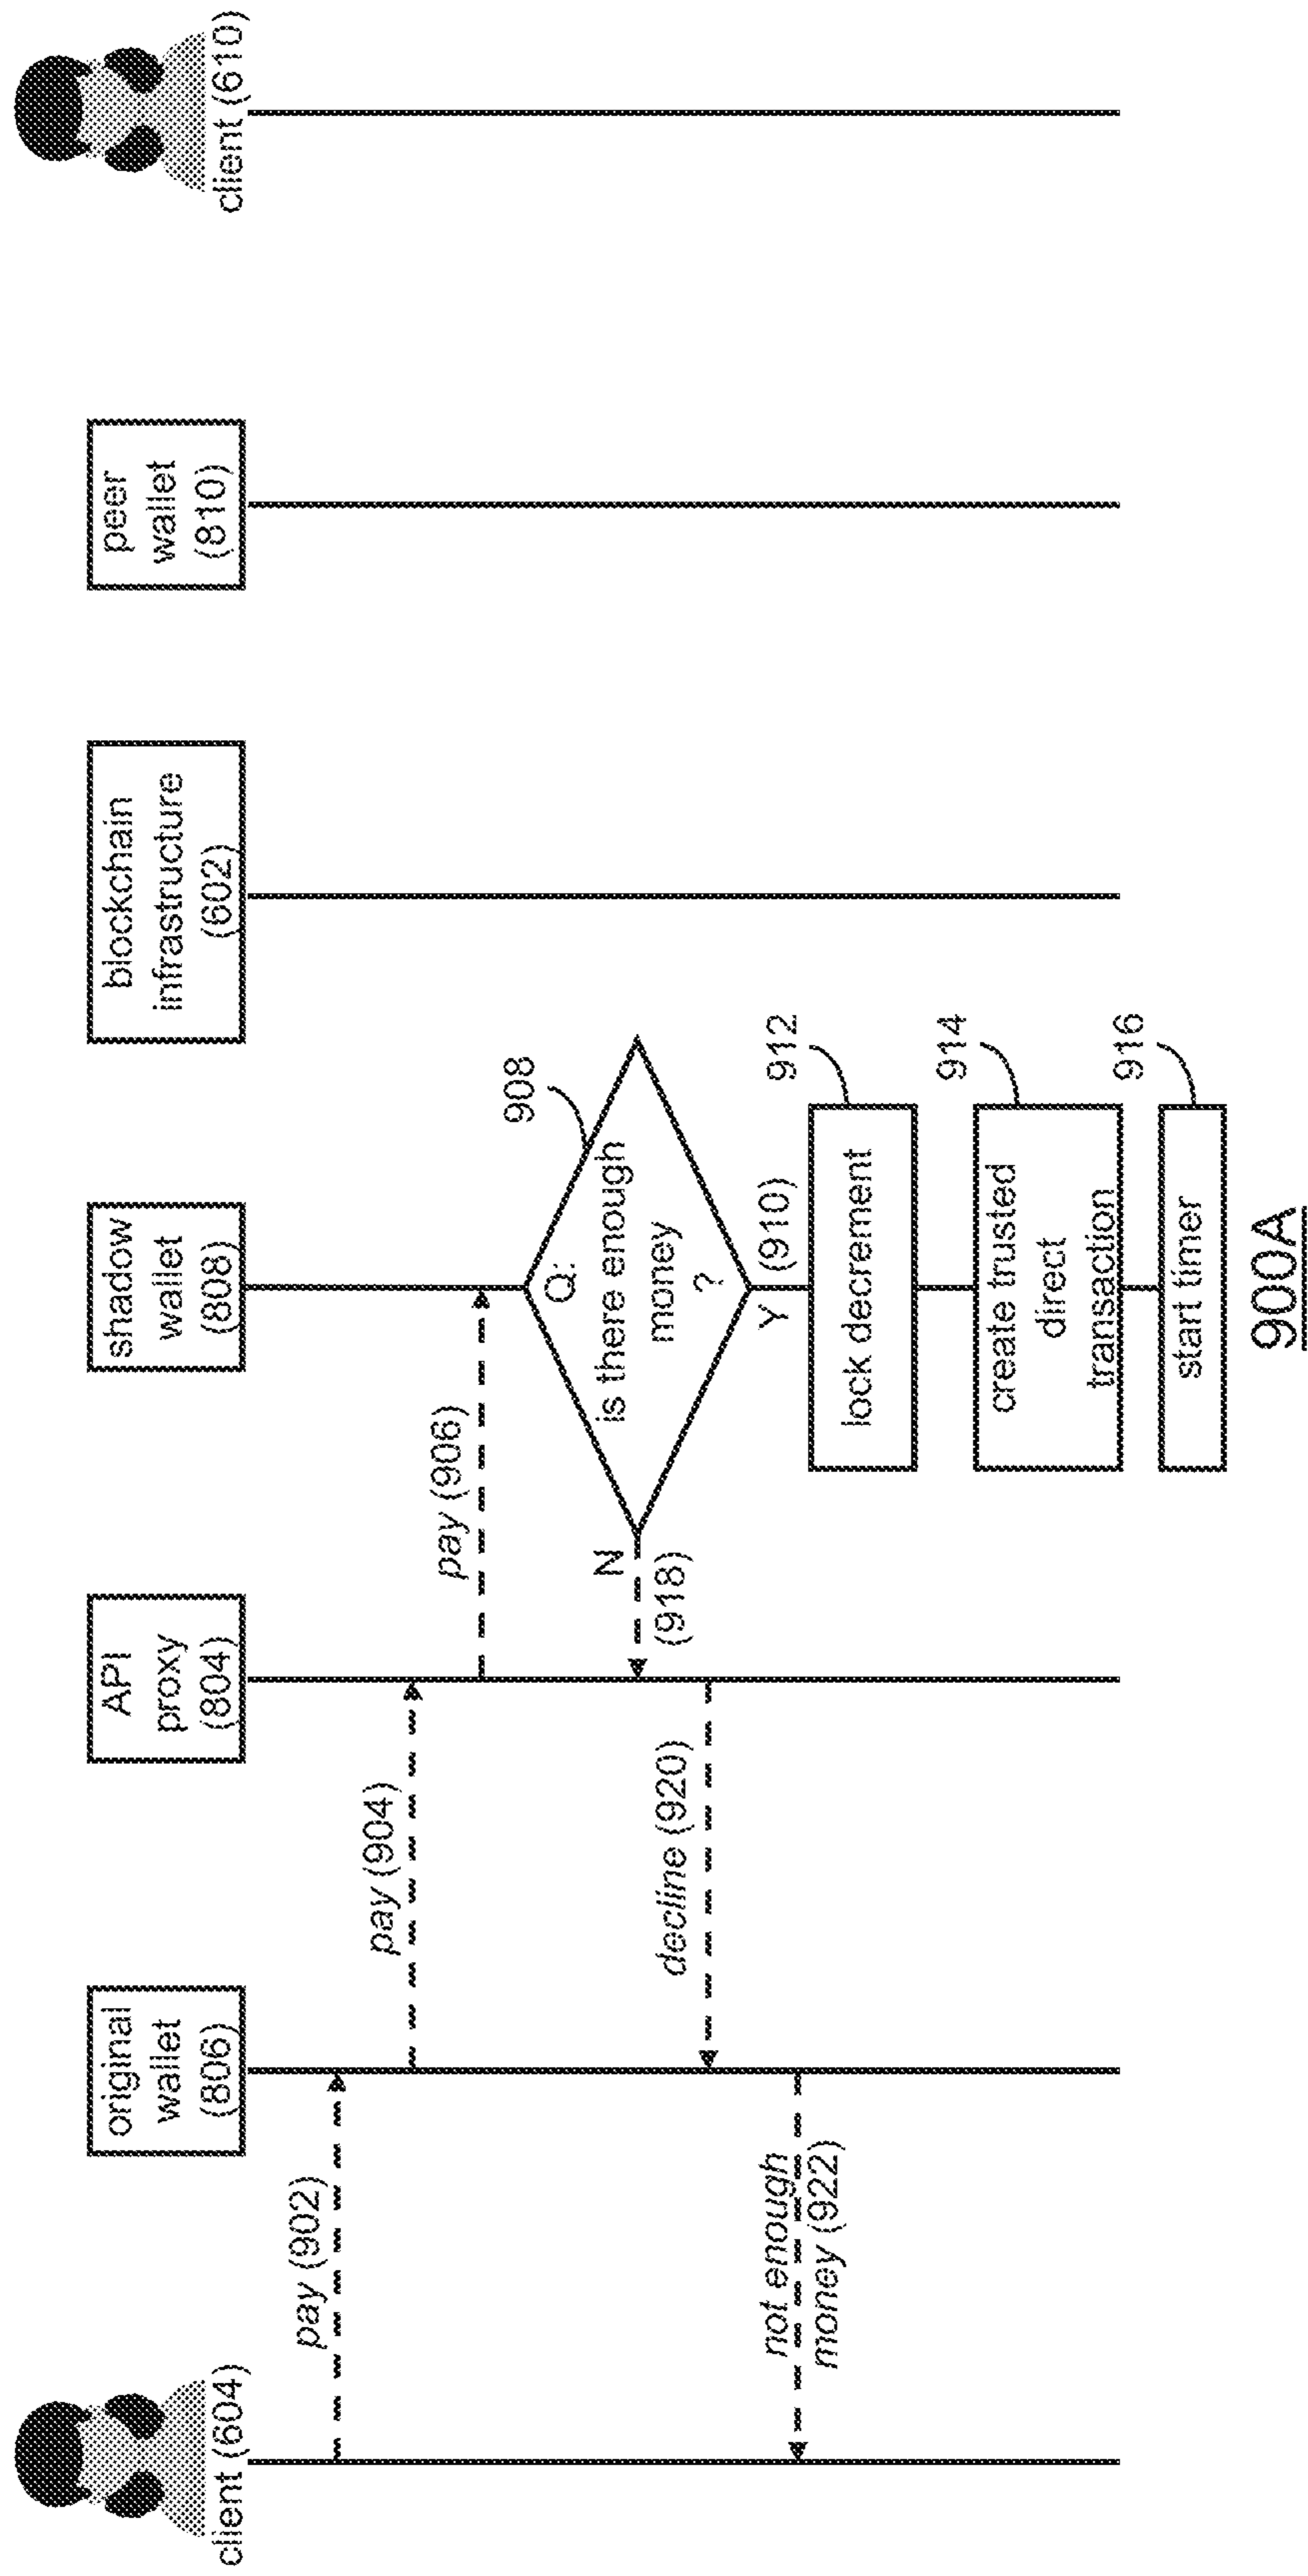 client (604)
original
wallet
(806)
API
proxy
(804)
shadow
wallet
(808)
blockchain
infrastructure
(602)
peer
wallet
(810)
client (610)
pay (902)
pay (904)
pay (906)
908
Q:
is there enough
money
?
N
(918)
Y (910)
decline (920)
not enough
money (922)
912
lock decrement
914
create trusted
direct
transaction
916
start timer
900A